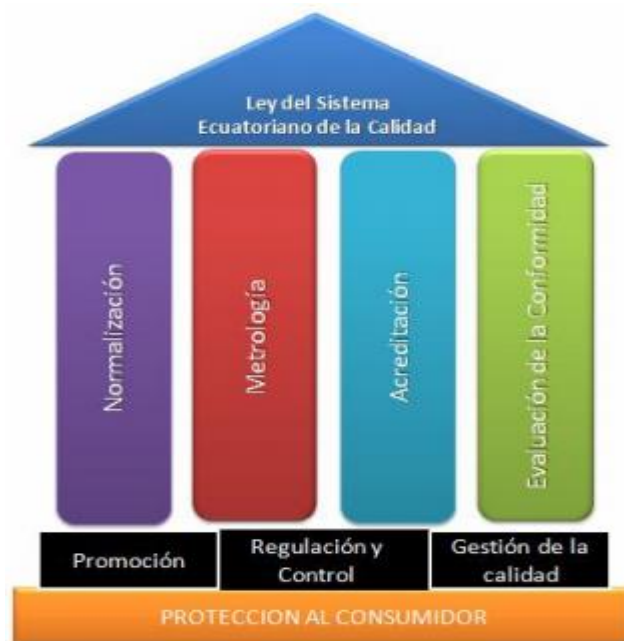 Ley del Sistema
Ecuatoriano de la Calidad
Normalización
Metrología
Acreditación
Evaluación de la Conformidad
Promoción
Regulación y
Control
Gestión de la
calidad
PROTECCION AL CONSUMIDOR